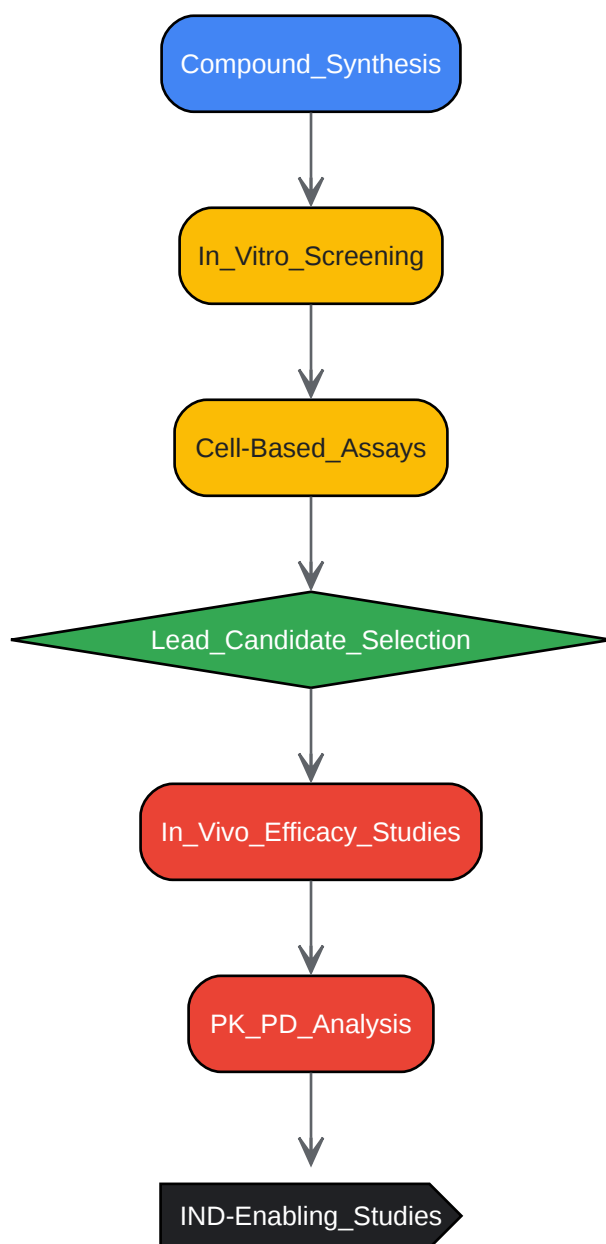 Compound_Synthesis
In_Vitro_Screening
Cell-Based_Assays
Lead_Candidate_Selection
In_Vivo_Efficacy_Studies
PK_PD_Analysis
IND-Enabling_Studies